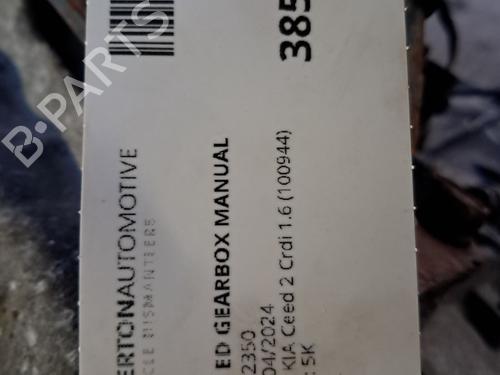 B-PARTS
385
ERTONAUTOMOTIVE
CLE DISMANTLERS
ED GEARBOX MANUAL
2350
04/2024
KIA Ceed 2 Crdi 1.6 (100944)
: 5K